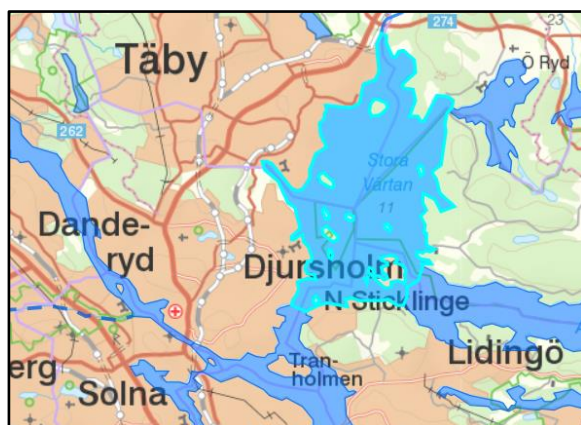 274
23
Täby
Ö Ryd
262
Stora
Värtan
11
Dande-
ryd
Djursholm
N Sticklinge
Tran-
holmen
Lidingö
erg
Solna